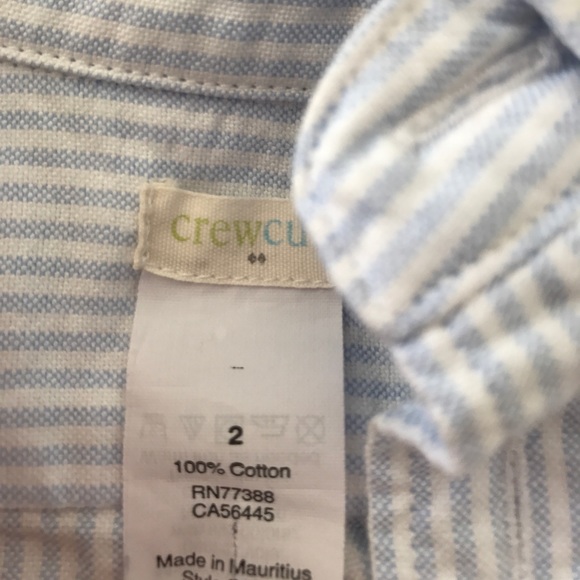 crewcu
2
100% Cotton
RN77388
CA56445
Made in Mauritius